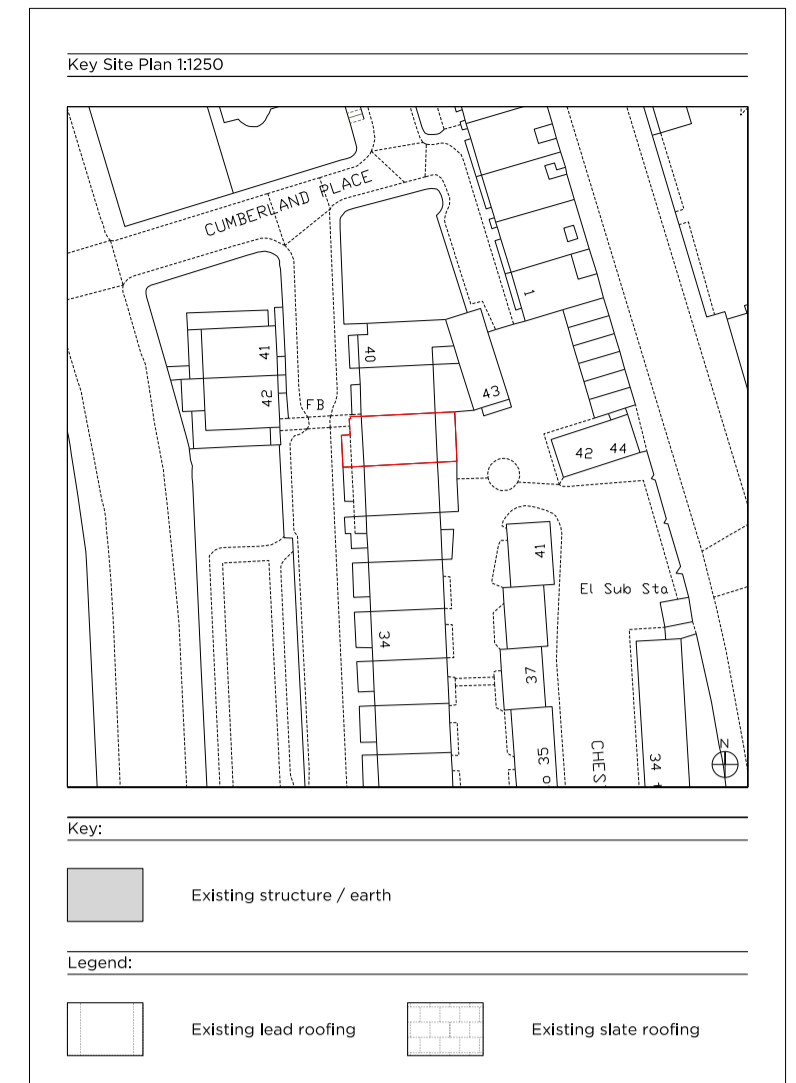 Key Site Plan 1:1250
CUMBERLAND PLACE
1
41
40
42
FB
43
42 44
41
El Sub Sta
34
37
CHES
35
o
34
N
Key:
Existing structure / earth
Legend:
Existing lead roofing
Existing slate roofing